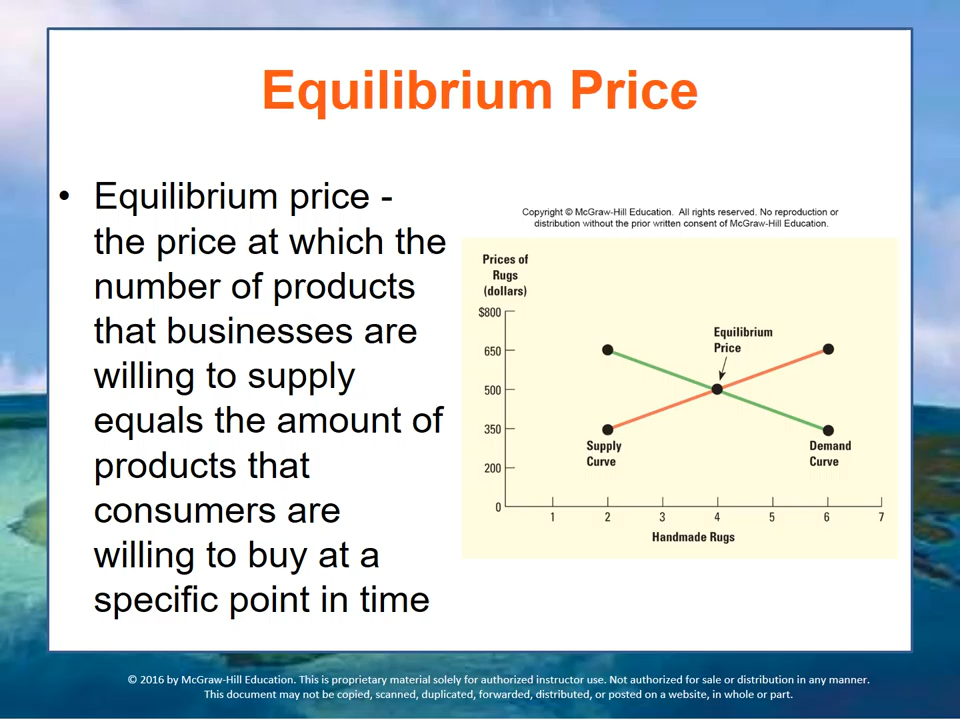 Equilibrium Price
• Equilibrium price -
the price at which the
number of products
that businesses are
willing to supply
equals the amount of
products that
consumers are
willing to buy at a
specific point in time
Copyright © McGraw-Hill Education. All rights reserved. No reproduction or
distribution without the prior written consent of McGraw-Hill Education.
Prices of
Rugs
(dollars)
$800
650
500
350
200
0
Equilibrium
Price
Supply
Curve
Demand
Curve
1 2 3 4 5 6 7
Handmade Rugs
© 2016 by McGraw-Hill Education. This is proprietary material solely for authorized instructor use. Not authorized for sale or distribution in any manner.
This document may not be copied, scanned, duplicated, forwarded, distributed, or posted on a website, in whole or part.